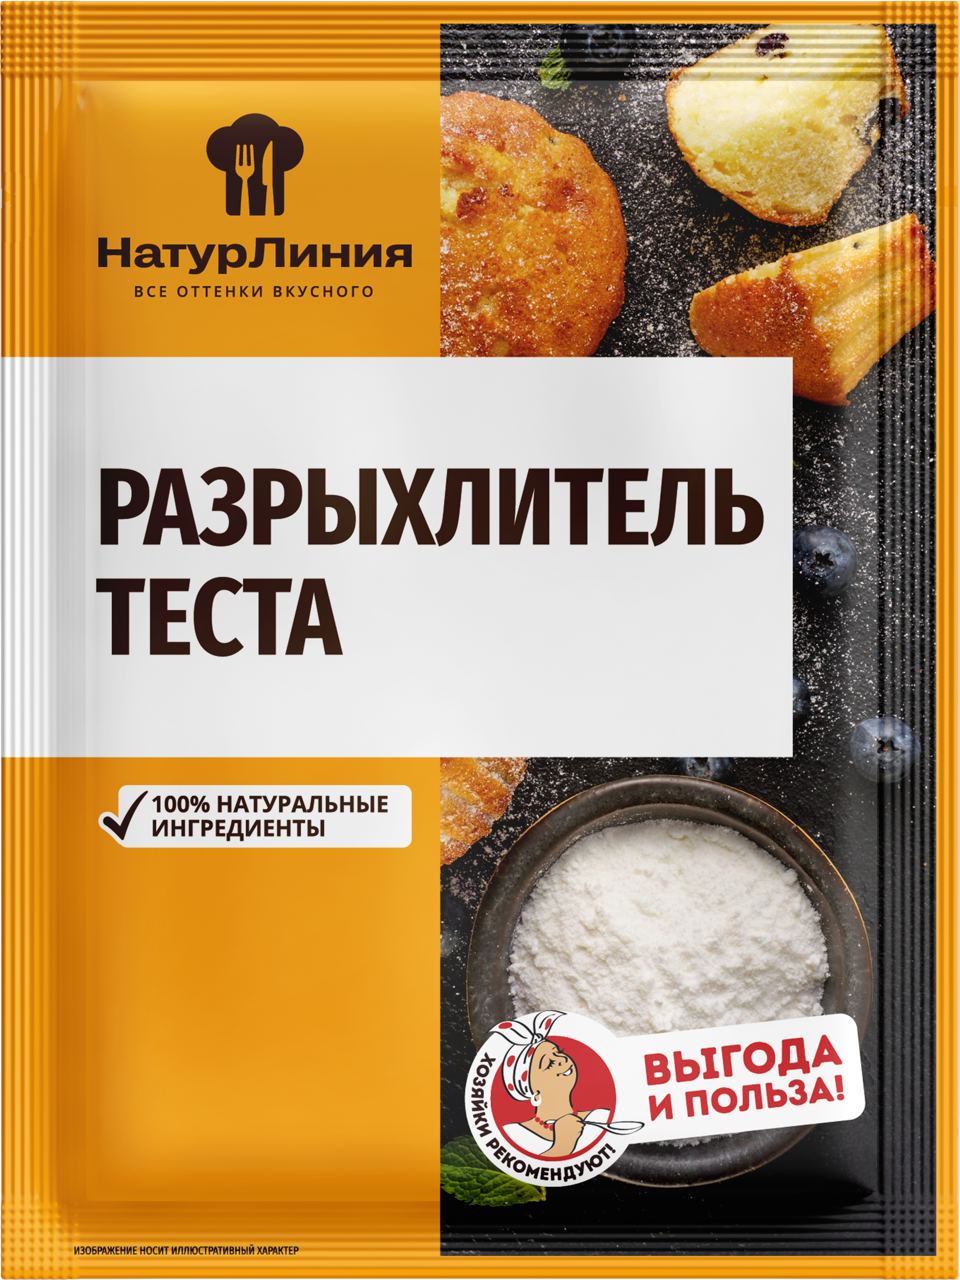 НатурЛиния
ВСЕ ОТТЕНКИ ВКУСНОГО
РАЗРЫХЛИТЕЛЬ
ТЕСТА
100% НАТУРАЛЬНЫЕ
ИНГРЕДИЕНТЫ
ВЫГОДА
И ПОЛЬЗА!
ХОЗЯЙКИ РЕКОМЕНДУЮТ!
ИЗОБРАЖЕНИЕ НОСИТ ИЛЛЮСТРАТИВНЫЙ ХАРАКТЕР